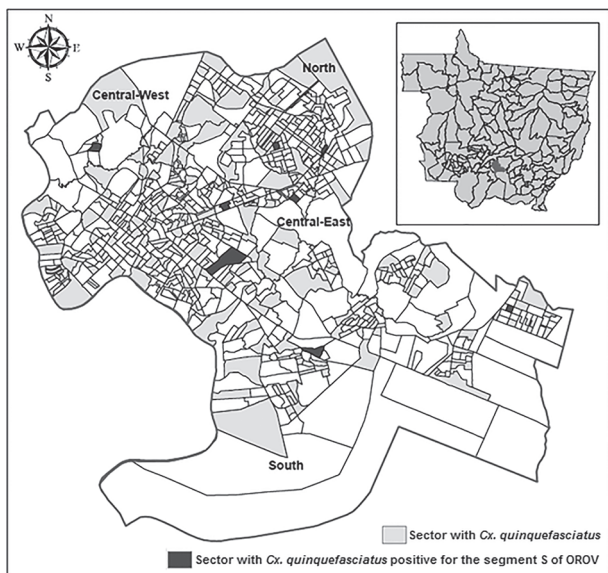 N
W E
S
North
Central-West
Central-East
South
Sector with Cx. quinquefasciatus
Sector with Cx. quinquefasciatus positive for the segment S of OROV